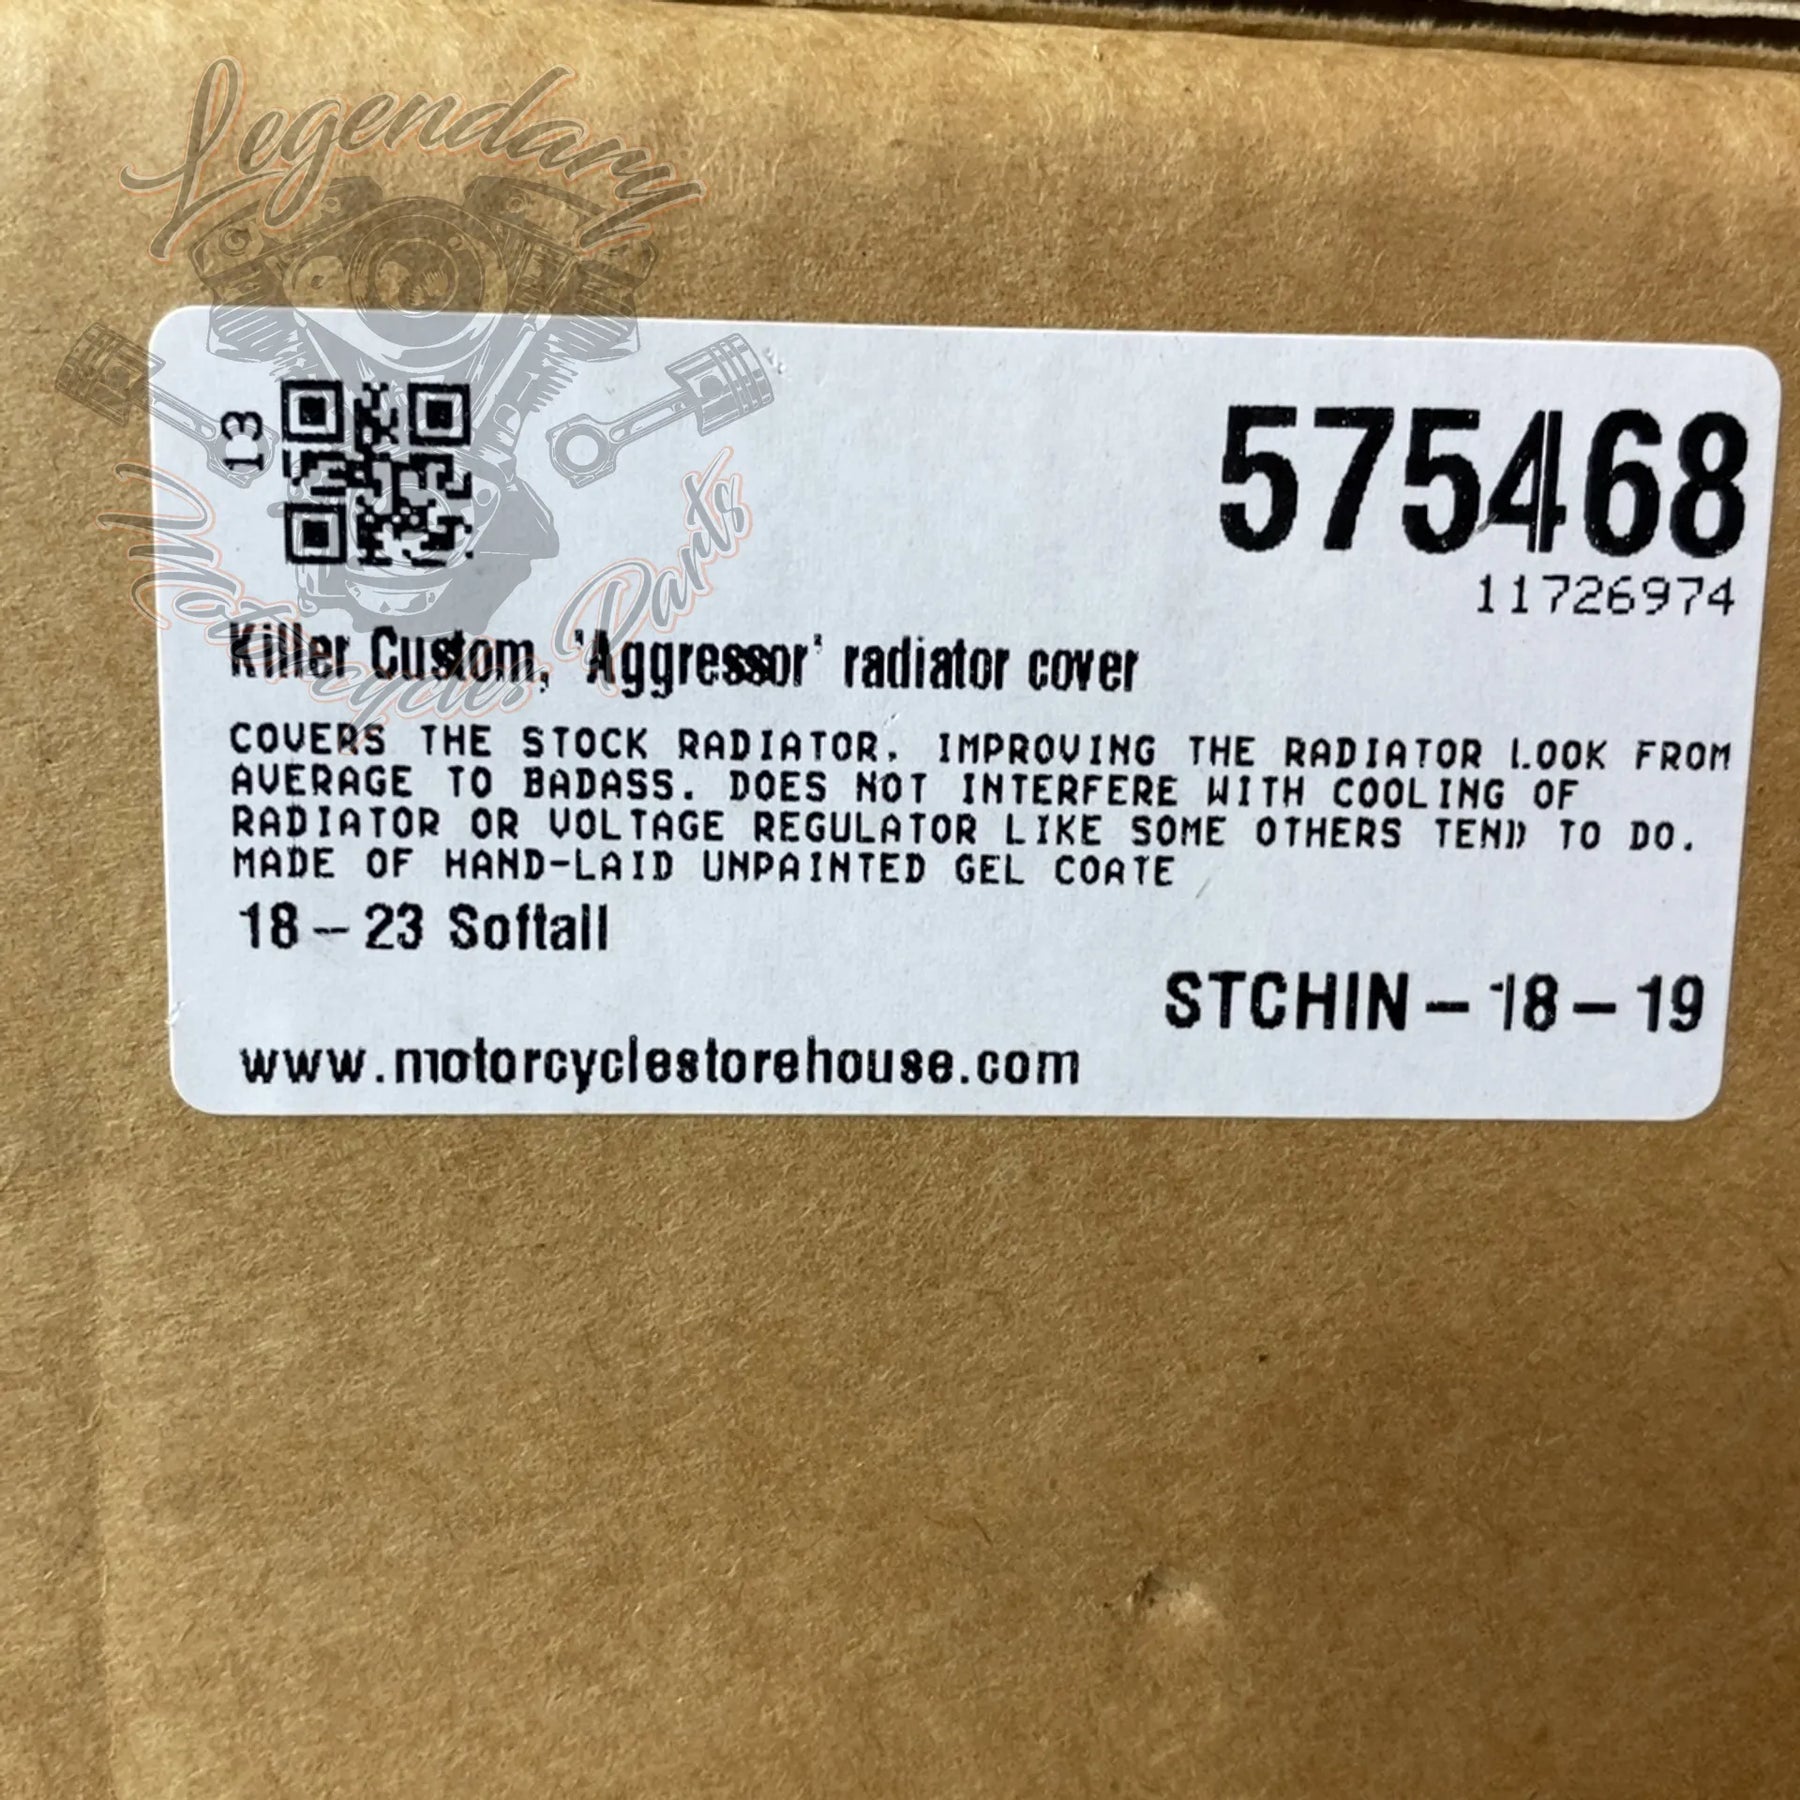 Legendary
13
575468
11726974
Motorcycles Parts
Killer Custom, 'Aggressor' radiator cover
COVERS THE STOCK RADIATOR, IMPROVING THE RADIATOR LOOK FROM
AVERAGE TO BADASS. DOES NOT INTERFERE WITH COOLING OF
RADIATOR OR VOLTAGE REGULATOR LIKE SOME OTHERS TEND TO DO.
MADE OF HAND-LAID UNPAINTED GEL COATE
18-23 Softail
STCHIN-18-19
www.motorcyclestorehouse.com